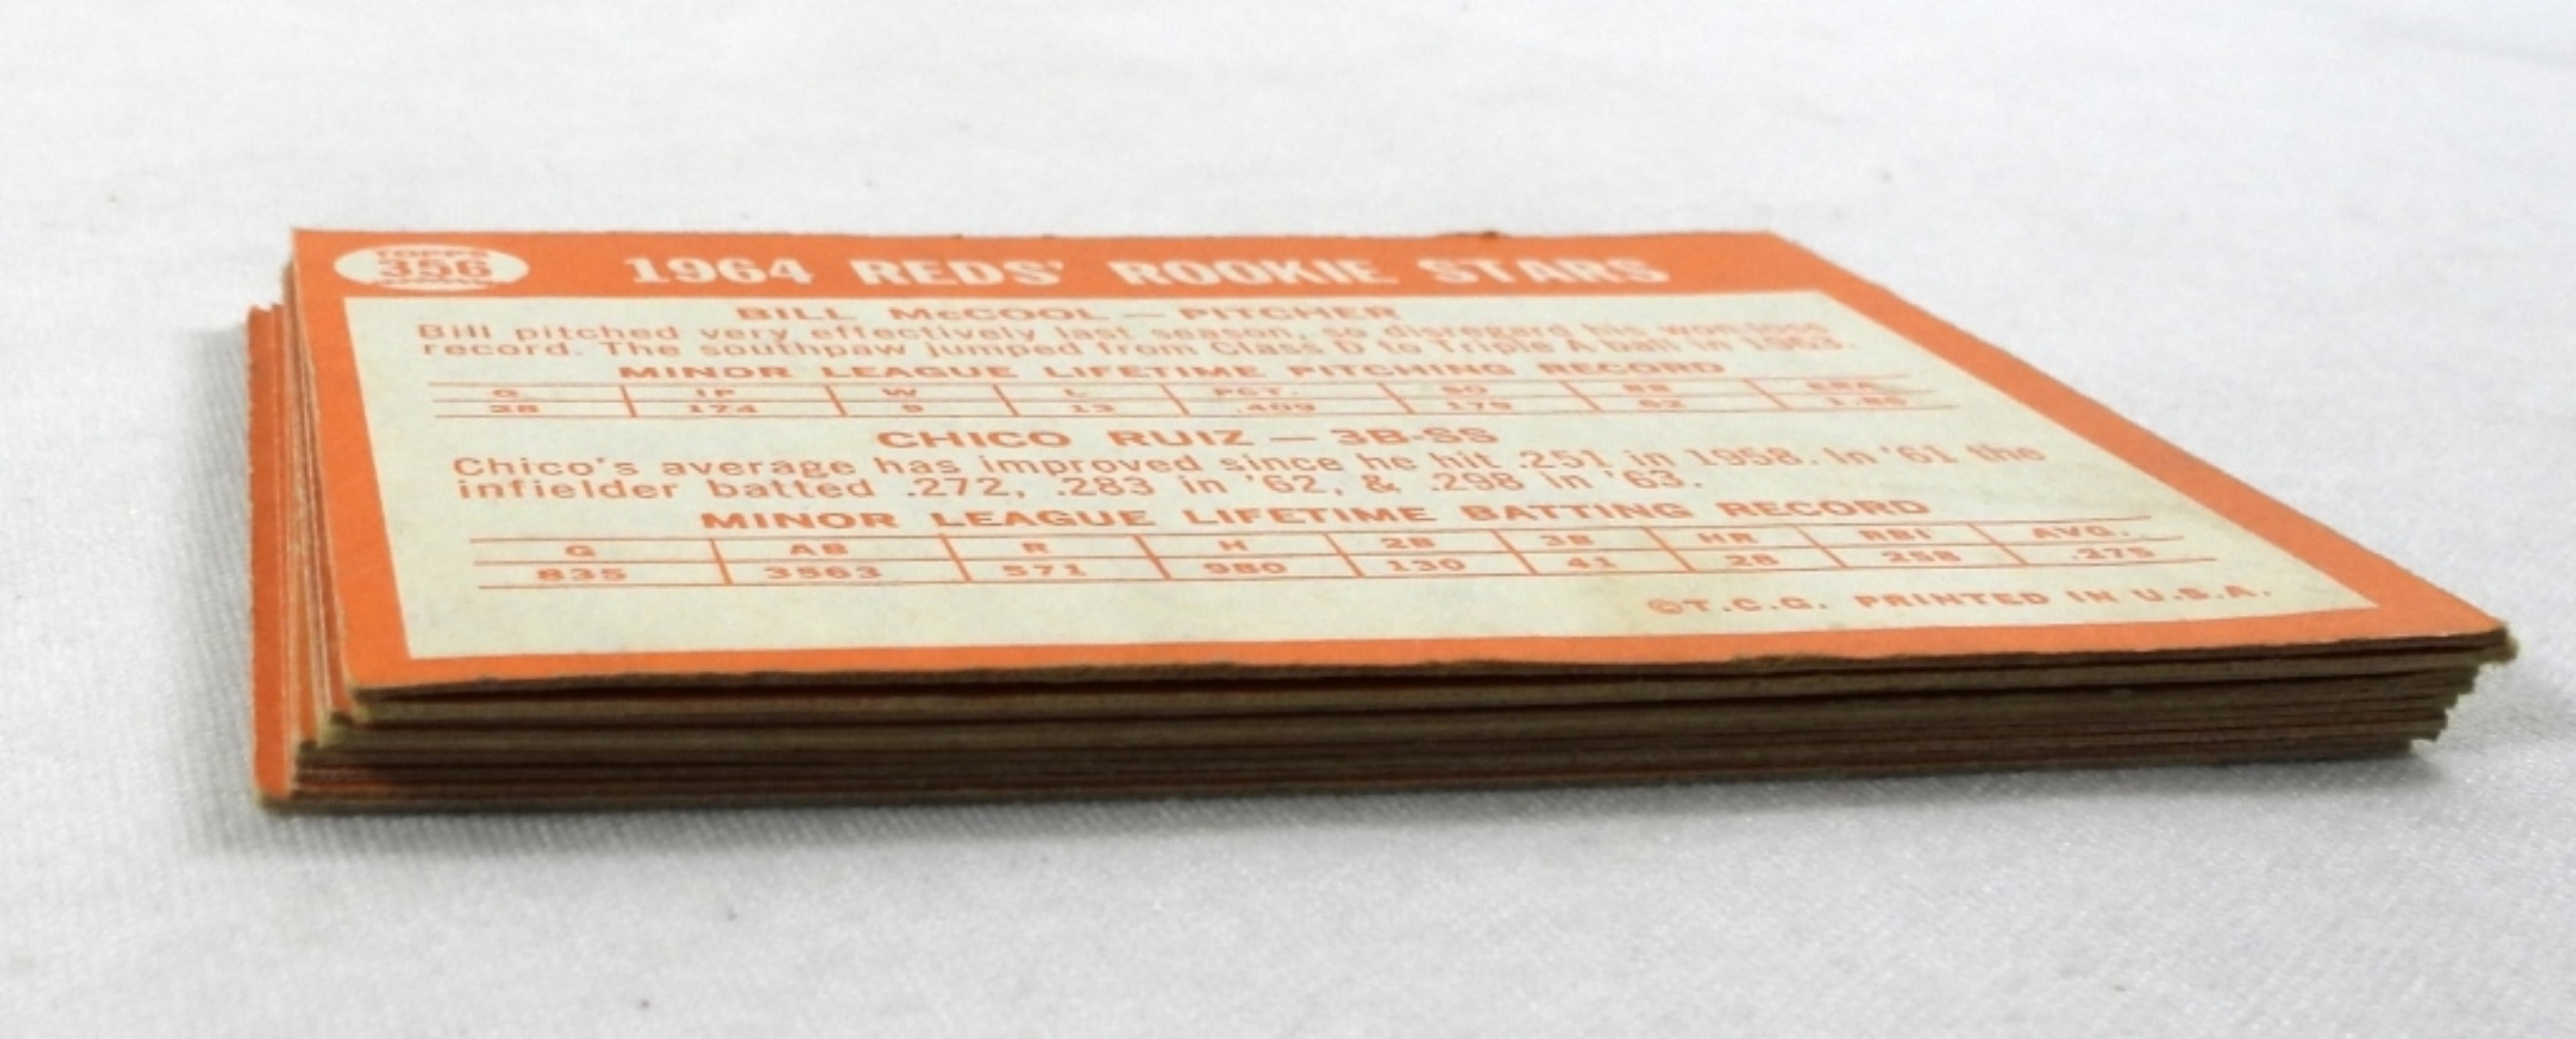 TOPPS
356
1964 REDS' ROOKIE STARS
BILL McCOOL — PITCHER
Bill pitched very effectively last season, so disregard his won-loss
record. The southpaw jumped from Class D to Triple A ball in 1963.
MINOR LEAGUE LIFETIME PITCHING RECORD
G IP W L PCT. SO BB ERA
28 174 9 13 .409 175 62
CHICO RUIZ — 3B-SS
Chico's average has improved since he hit .251 in 1958. In '61 the
infielder batted .272, .283 in '62, & .298 in '63.
MINOR LEAGUE LIFETIME BATTING RECORD
G AB R H 2B 3B HR RBI AVG.
835 3563 571 980 130 41 28 258 .275
©T.C.G. PRINTED IN U.S.A.